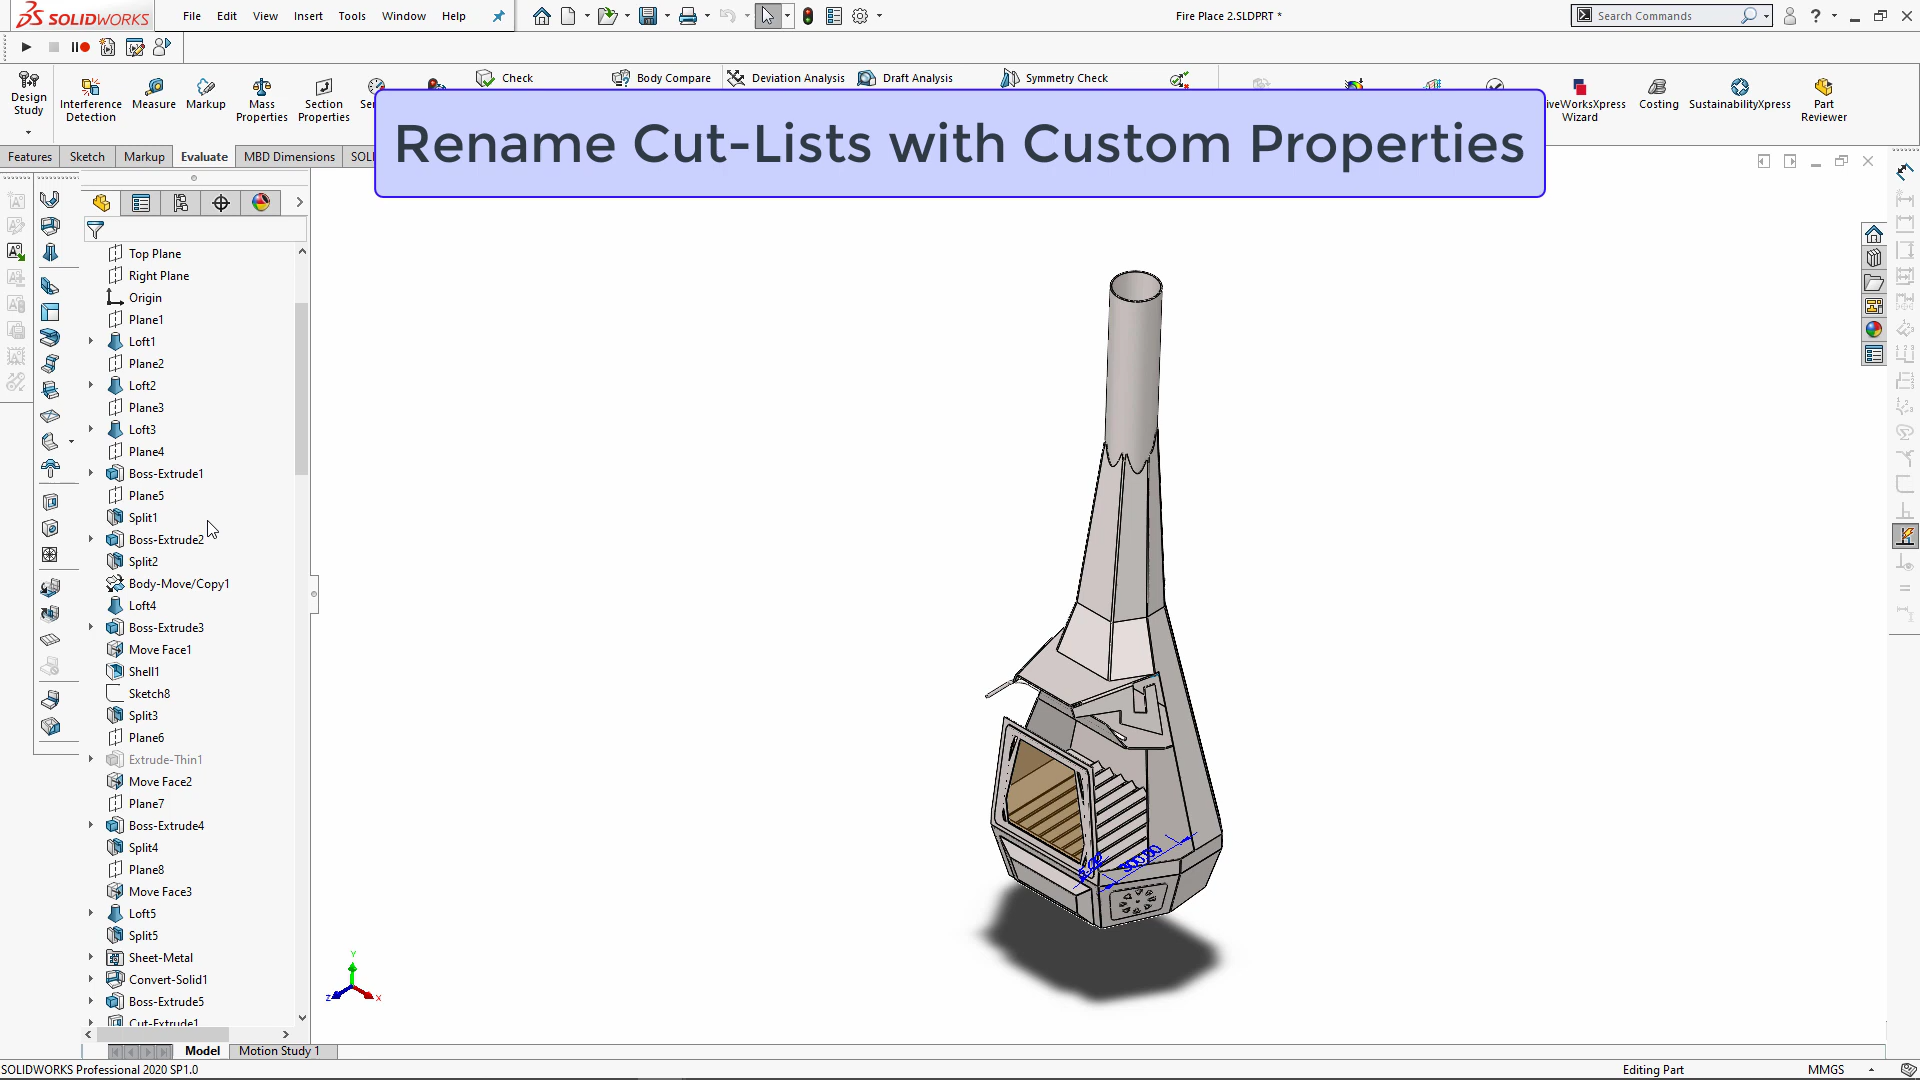 SOLIDWORKS
File Edit View Insert Tools Window Help
Fire Place 2.SLDPRT *
Search Commands
Design Study
Interference Detection
Measure
Markup
Mass Properties
Section Properties
Check
Body Compare
Deviation Analysis
Draft Analysis
Symmetry Check
Wizard
Costing
SustainabilityXpress
Part Reviewer
Rename Cut-Lists with Custom Properties
Features Sketch Markup Evaluate MBD Dimensions
Top Plane
Right Plane
Origin
Plane1
Loft1
Plane2
Loft2
Plane3
Loft3
Plane4
Boss-Extrude1
Plane5
Split1
Boss-Extrude2
Split2
Body-Move/Copy1
Loft4
Boss-Extrude3
Move Face1
Shell1
Sketch8
Split3
Plane6
Extrude-Thin1
Move Face2
Plane7
Boss-Extrude4
Split4
Plane8
Move Face3
Loft5
Split5
Sheet-Metal
Convert-Solid1
Boss-Extrude5
Cut-Extrude1
300.00
Y
Z
X
Model Motion Study 1
SOLIDWORKS Professional 2020 SP1.0
Editing Part
MMGS